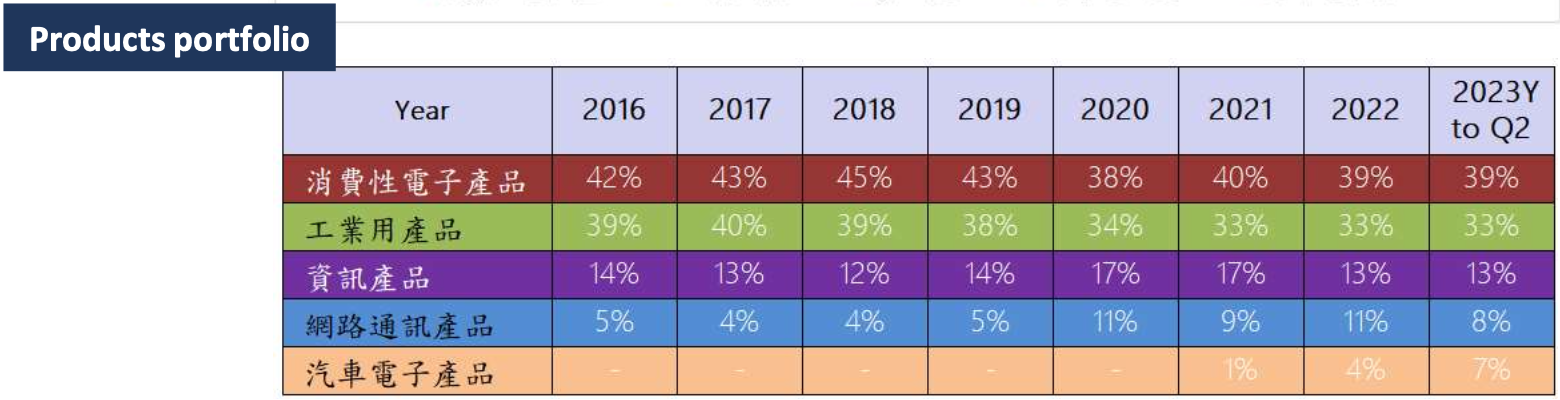 Products portfolio
Year 2016 2017 2018 2019 2020 2021 2022 2023Y to Q2
消費性電子產品 42% 43% 45% 43% 38% 40% 39% 39%
工業用產品 39% 40% 39% 38% 34% 33% 33% 33%
資訊產品 14% 13% 12% 14% 17% 17% 13% 13%
網路通訊產品 5% 4% 4% 5% 11% 9% 11% 8%
汽車電子產品 - - - - - 1% 4% 7%